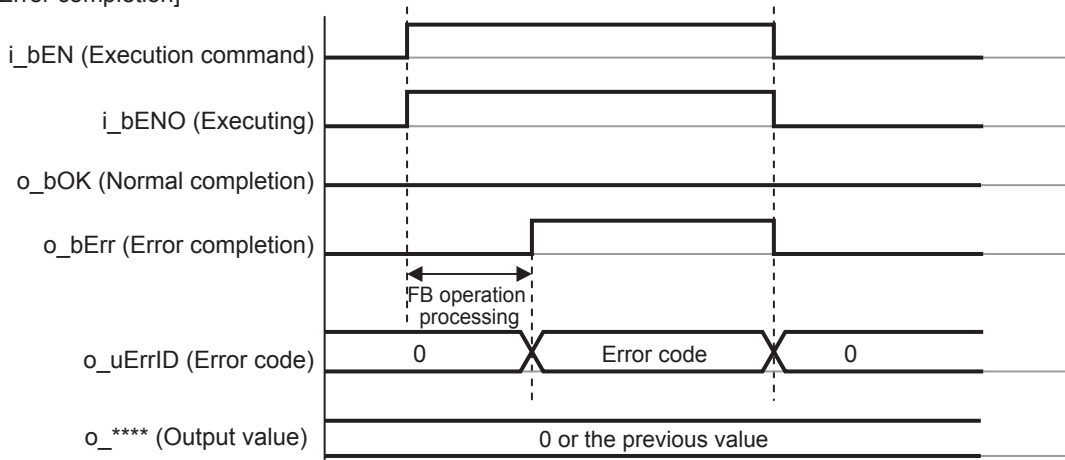 Error completion]
i_bEN (Execution command)
i_bENO (Executing)
o_bOK (Normal completion)
o_bErr (Error completion)
FB operation
processing
o_uErrID (Error code)
0
Error code
0
o_**** (Output value)
0 or the previous value